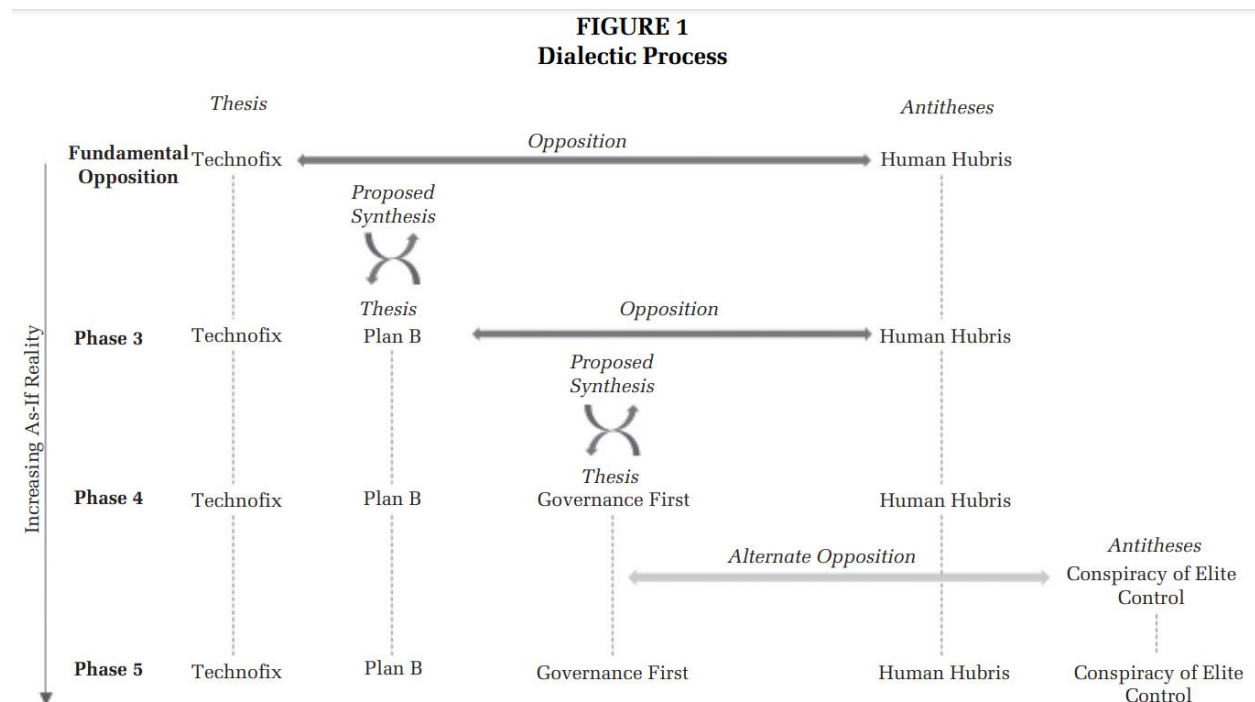 FIGURE 1
Dialectic Process
Thesis
Antitheses
Fundamental
Opposition
Technofix
Opposition
Human Hubris
Proposed
Synthesis
Thesis
Opposition
Phase 3
Technofix
Plan B
Human Hubris
Proposed
Synthesis
Thesis
Phase 4
Technofix
Plan B
Governance First
Human Hubris
Alternate Opposition
Antitheses
Conspiracy of Elite
Control
Phase 5
Technofix
Plan B
Governance First
Human Hubris
Conspiracy of Elite
Control
Increasing As-If Reality